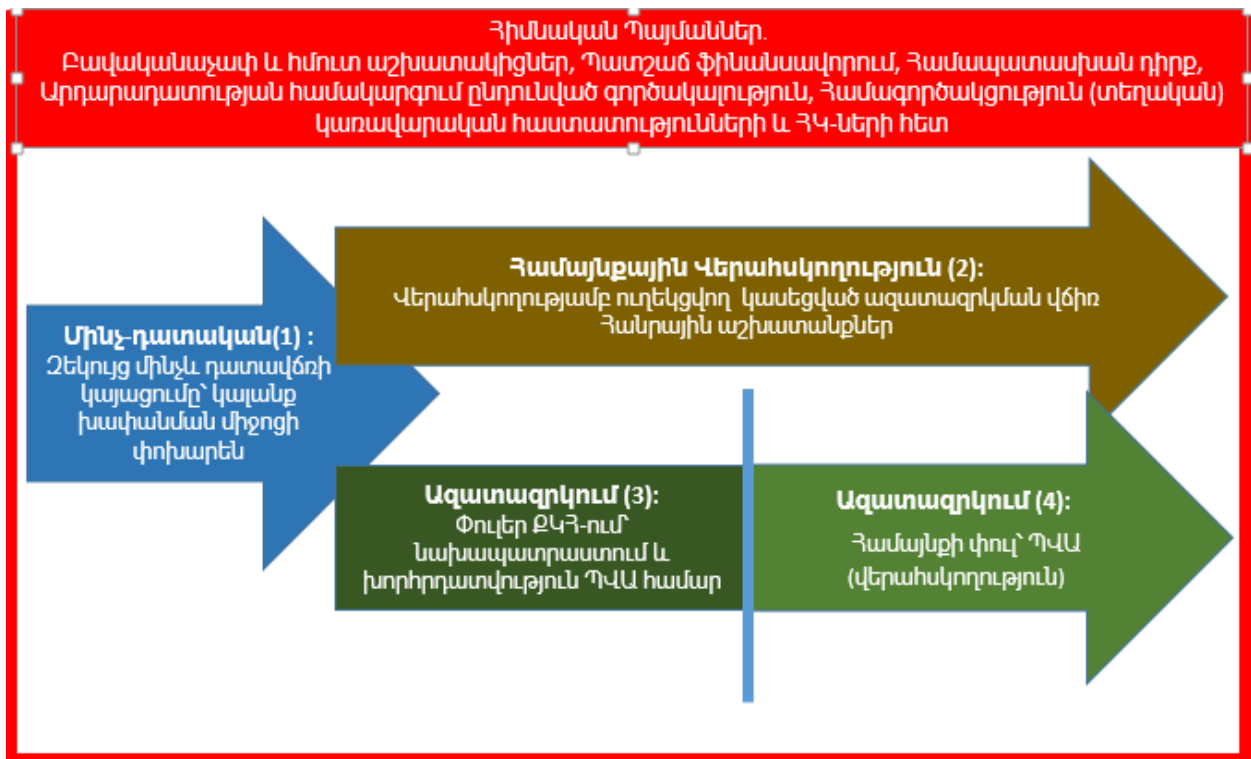 Հիմնական Պայմաններ.
Բավականաչափ և հմուտ աշխատակիցներ, Պատշաճ ֆինանսավորում, Համապատասխան դիրք,
Արդարադատության համակարգում ընդունված գործակալություն, Համագործակցություն (տեղական)
կառավարական հաստատությունների և ՀԿ-ների հետ
Համայնքային Վերահսկողություն (2):
Վերահսկողությամբ ուղեկցվող կասեցված ազատազրկման վճիռ
Հանրային աշխատանքներ
Մինչ-դատական(1) :
Զեկույց մինչև դատավճռի
կայացումը՝ կալանք
խափանման միջոցի
փոխարեն
Ազատազրկում (3):
Փուլեր ՔԿՀ-ում՝
նախապատրաստում և
խորհրդատվություն ՊՎԱ համար
Ազատազրկում (4):
Համայնքի փուլ՝ ՊՎԱ
(վերահսկողություն)